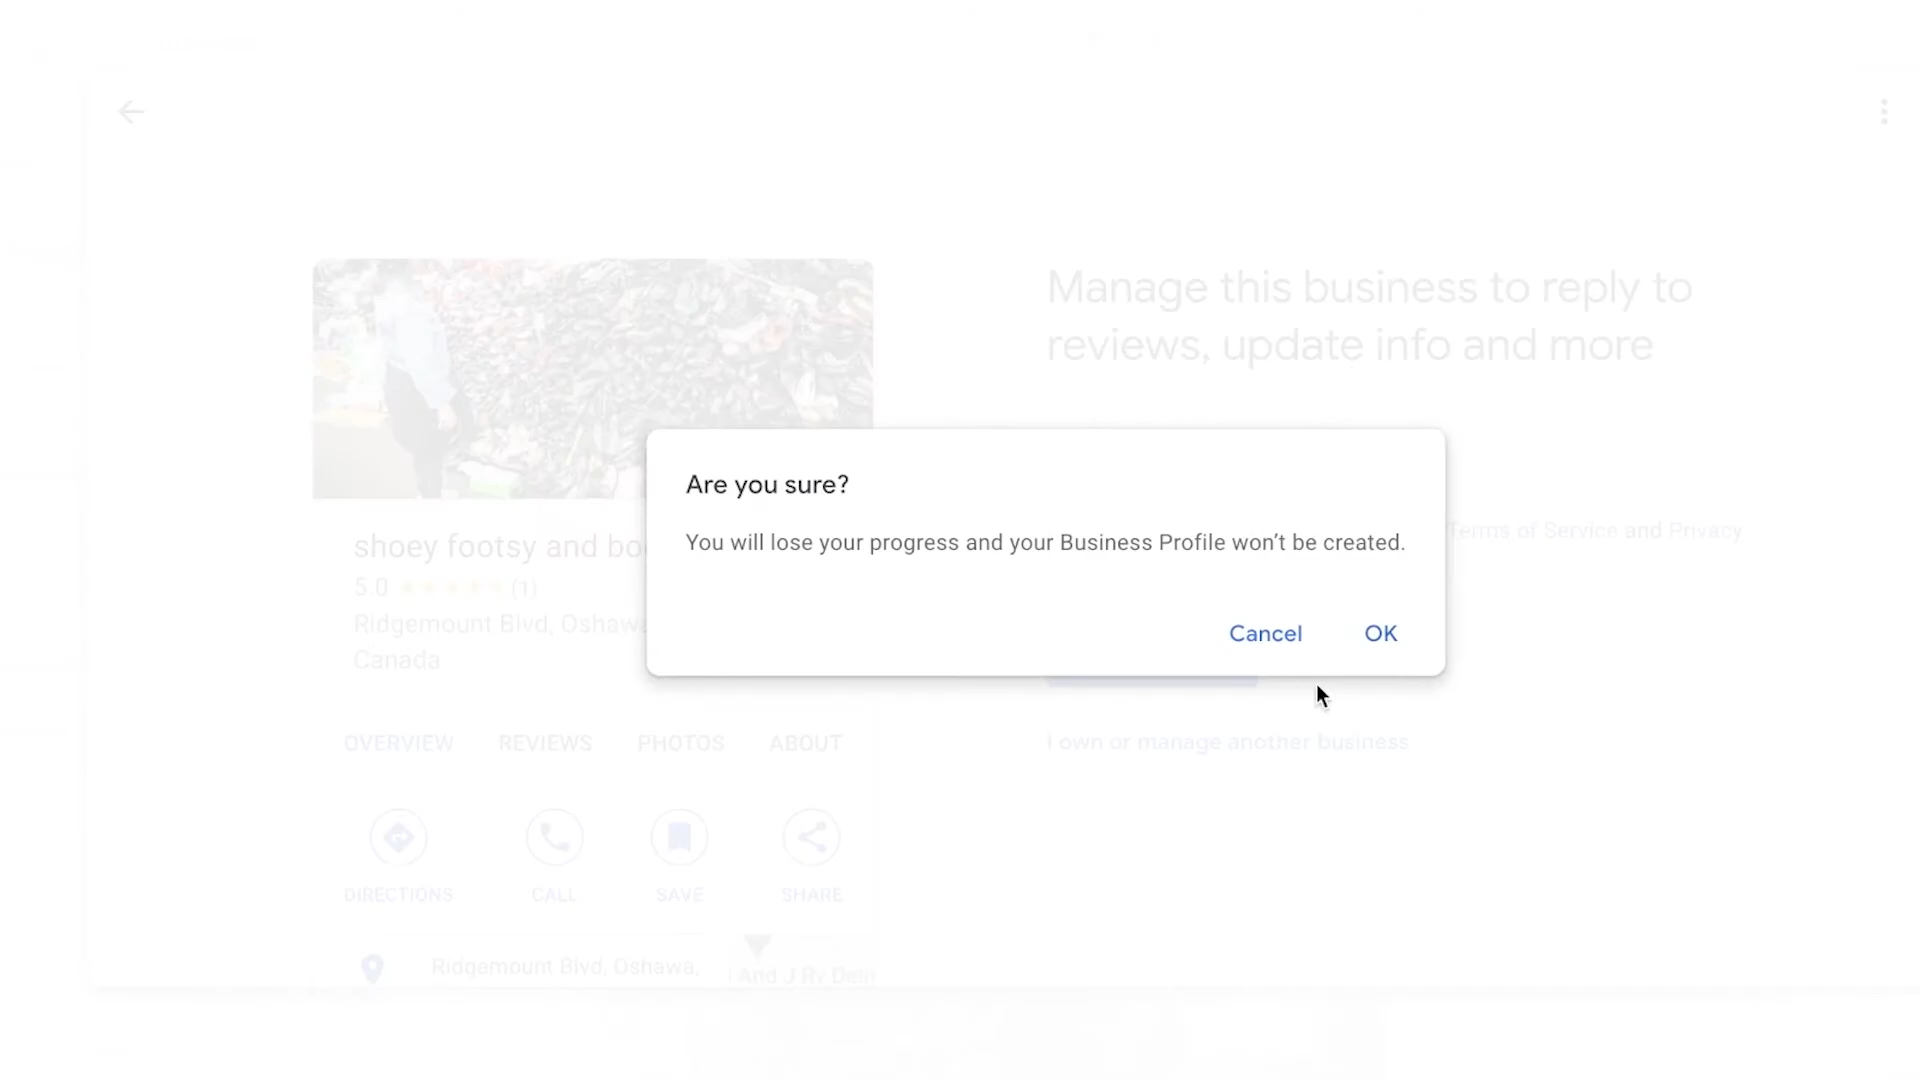 Manage this business to reply to
reviews, update info and more
Are you sure?
You will lose your progress and your Business Profile won't be created.
Cancel
OK
shoey footsy and
5.0
(1)
Ridgemount Blvd,
Canada
Terms of Service and Privacy
I own or manage another business
OVERVIEW
REVIEWS
PHOTOS
ABOUT
DIRECTIONS
CALL
SAVE
SHARE
Ridgemount Blvd, Oshawa,
And J Rv